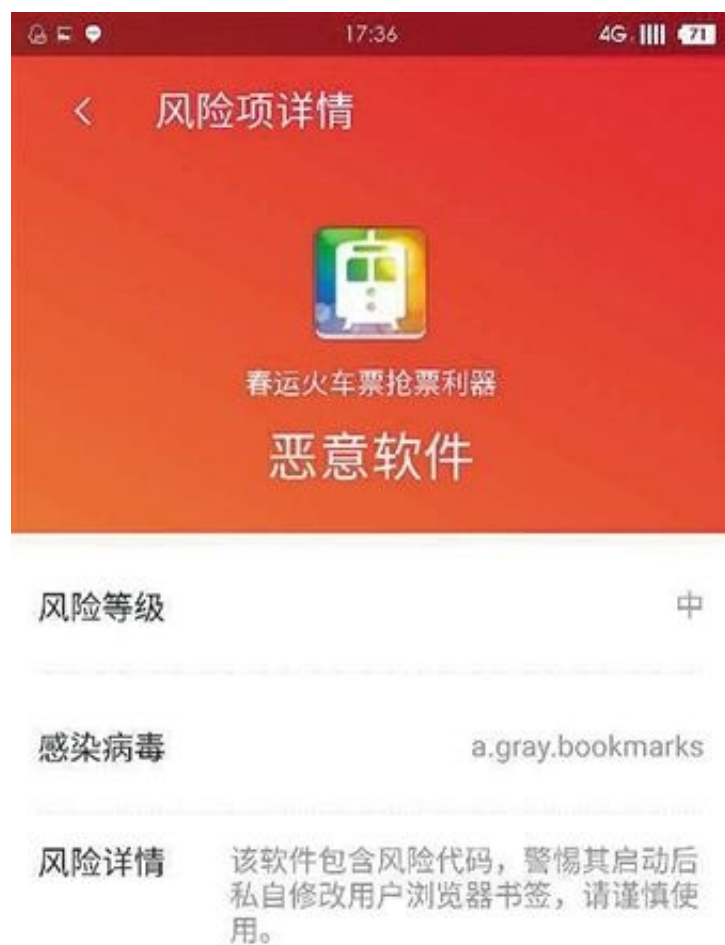 17:36 4G 71
风险项详情
春运火车票抢票利器
恶意软件
风险等级 中
感染病毒 a.gray.bookmarks
风险详情 该软件包含风险代码，警惕其启动后
私自修改用户浏览器书签，请谨慎使
用。